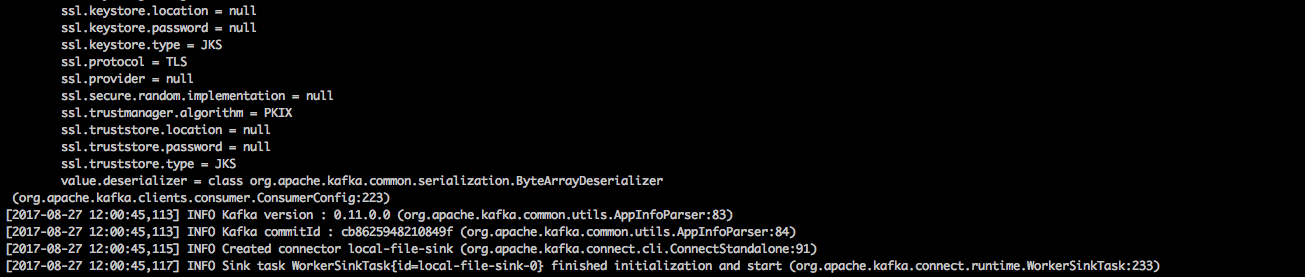 ssl.keystore.location = null
ssl.keystore.password = null
ssl.keystore.type = JKS
ssl.protocol = TLS
ssl.provider = null
ssl.secure.random.implementation = null
ssl.trustmanager.algorithm = PKIX
ssl.truststore.location = null
ssl.truststore.password = null
ssl.truststore.type = JKS
value.deserializer = class org.apache.kafka.common.serialization.ByteArrayDeserializer
(org.apache.kafka.clients.consumer.ConsumerConfig:223)
[2017-08-27 12:00:45,113] INFO Kafka version : 0.11.0.0 (org.apache.kafka.common.utils.AppInfoParser:83)
[2017-08-27 12:00:45,113] INFO Kafka commitId : cb8625948210849f (org.apache.kafka.common.utils.AppInfoParser:84)
[2017-08-27 12:00:45,115] INFO Created connector local-file-sink (org.apache.kafka.connect.cli.ConnectStandalone:91)
[2017-08-27 12:00:45,117] INFO Sink task WorkerSinkTask{id=local-file-sink-0} finished initialization and start (org.apache.kafka.connect.runtime.WorkerSinkTask:233)